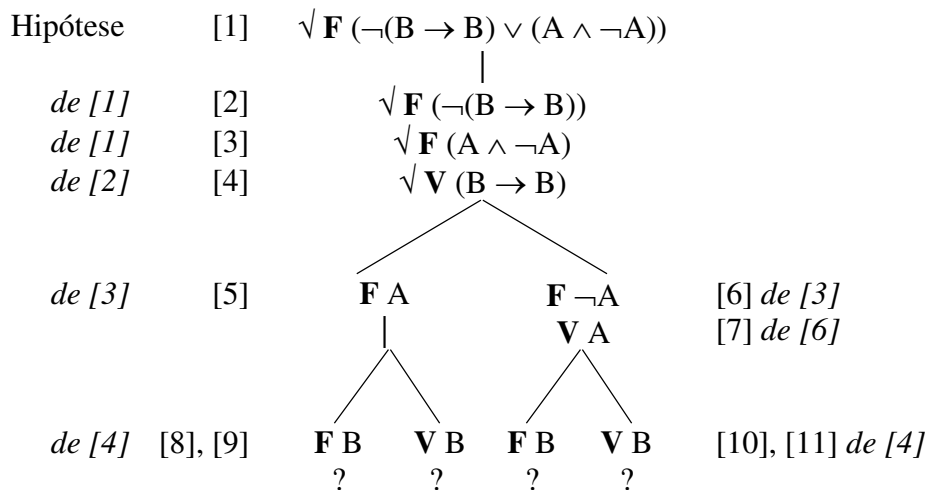 Hipótese [1] √ F (¬(B → B) ∨ (A ∧ ¬A))
de [1] [2] √ F (¬(B → B))
de [1] [3] √ F (A ∧ ¬A)
de [2] [4] √ V (B → B)
de [3] [5] F A F ¬A [6] de [3]
V A [7] de [6]
de [4] [8], [9] F B V B F B V B [10], [11] de [4]
? ? ? ?